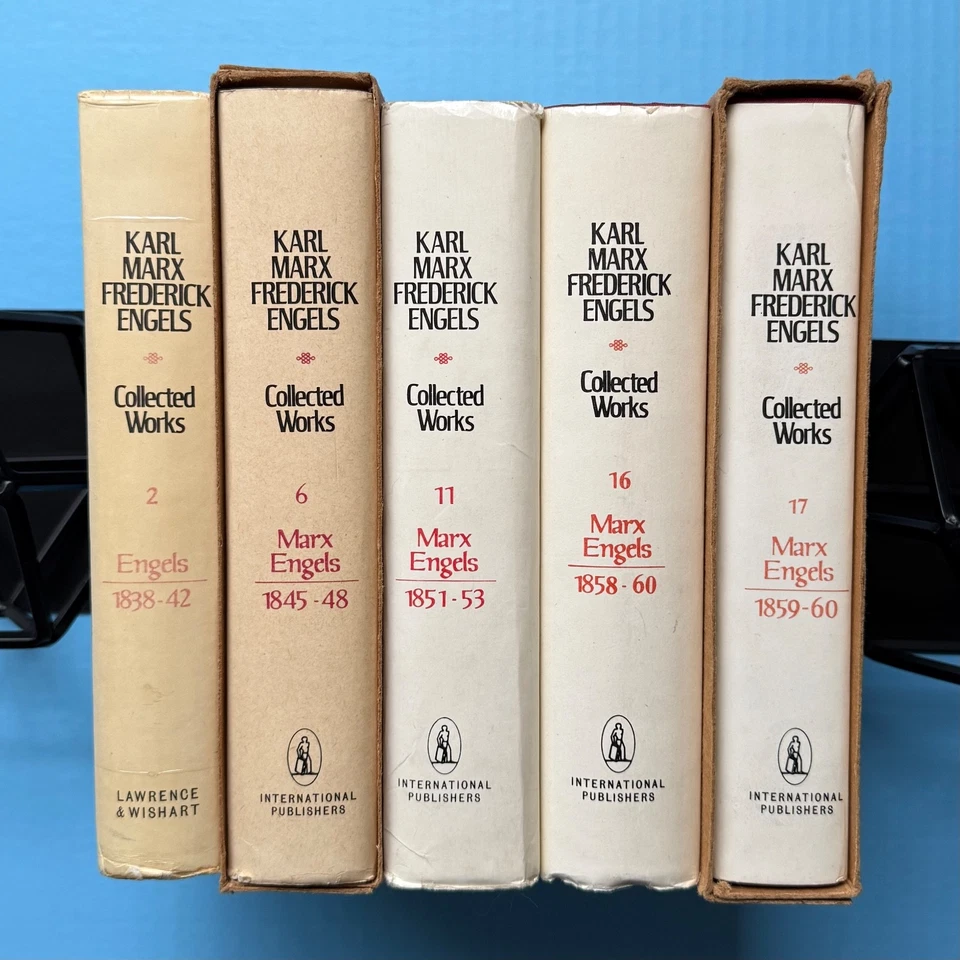 KARL
MARX
FREDERICK
ENGELS
Collected
Works
2
Engels
1838-42
LAWRENCE
& WISHART
KARL
MARX
FREDERICK
ENGELS
Collected
Works
6
Marx
Engels
1845-48
INTERNATIONAL
PUBLISHERS
KARL
MARX
FREDERICK
ENGELS
Collected
Works
11
Marx
Engels
1851-53
INTERNATIONAL
PUBLISHERS
KARL
MARX
FREDERICK
ENGELS
Collected
Works
16
Marx
Engels
1858-60
INTERNATIONAL
PUBLISHERS
KARL
MARX
FREDERICK
ENGELS
Collected
Works
17
Marx
Engels
1859-60
INTERNATIONAL
PUBLISHERS